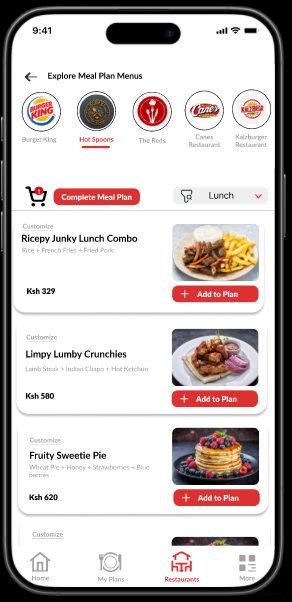 9:41
Explore Meal Plan Menus
BURGER
KING
Canes
KALZBURGER
Burger King
Hot Spoons
The Reds
Canes
Restaurant
Kalzburger
Restaurant
1
Complete Meal Plan
Lunch
Customize
Ricepy Junky Lunch Combo
Rice + French Fries + Fried Pork
Ksh 329
+ Add to Plan
Customize
Limpy Lumby Crunchies
Lamb Steak + Indian Chapo + Hot Ketchup
Ksh 580
+ Add to Plan
Customize
Fruity Sweetie Pie
Wheat Pie + Honey + Strawberries + Blue
berries
Ksh 620
+ Add to Plan
Customize
Home
My Plans
Restaurants
More